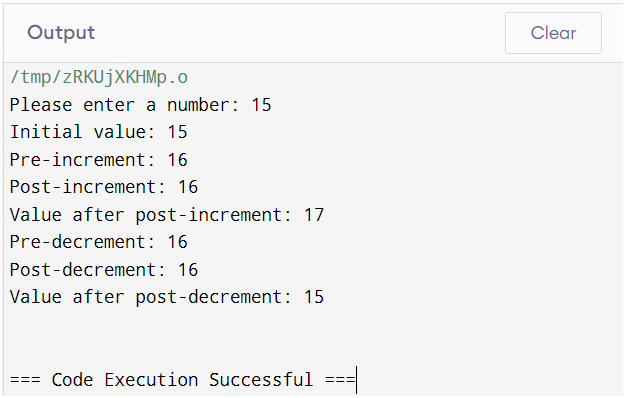 Output
Clear
/tmp/zRKUjXKHMp.o
Please enter a number: 15
Initial value: 15
Pre-increment: 16
Post-increment: 16
Value after post-increment: 17
Pre-decrement: 16
Post-decrement: 16
Value after post-decrement: 15
=== Code Execution Successful ===